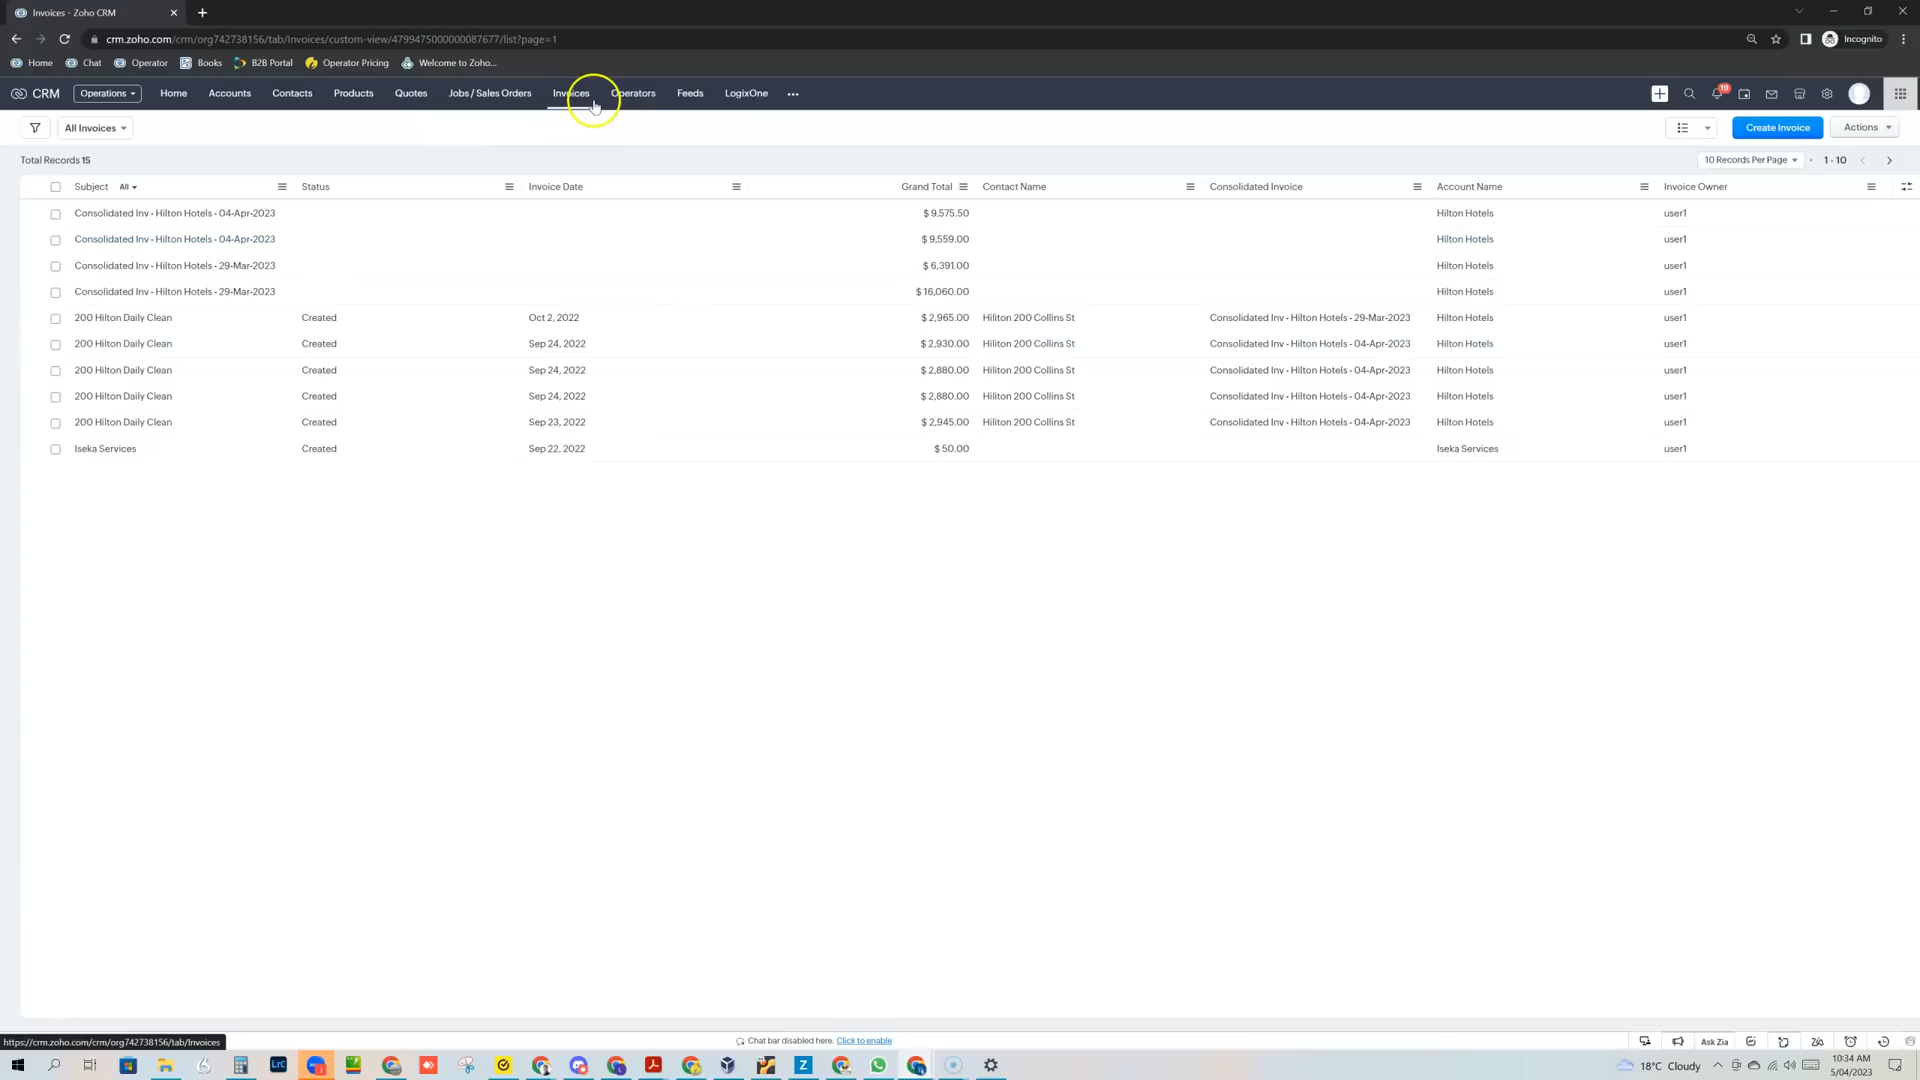 Invoices - Zoho CRM
crm.zoho.com/crm/org742738156/tab/Invoices/custom-view/4799475000000087677/list?page=1
Incognito
Home Chat Operator Books B2B Portal Operator Pricing Welcome to Zoho...
CRM Operations Home Accounts Contacts Products Quotes Jobs / Sales Orders Invoices Operators Feeds LogixOne 19
All Invoices Create Invoice Actions
Total Records 15 10 Records Per Page 1 - 10
Subject All Status Invoice Date Grand Total Contact Name Consolidated Invoice Account Name Invoice Owner
Consolidated Inv - Hilton Hotels - 04-Apr-2023 $ 9,575.50 Hilton Hotels user1
Consolidated Inv - Hilton Hotels - 04-Apr-2023 $ 9,559.00 Hilton Hotels user1
Consolidated Inv - Hilton Hotels - 29-Mar-2023 $ 6,391.00 Hilton Hotels user1
Consolidated Inv - Hilton Hotels - 29-Mar-2023 $ 16,060.00 Hilton Hotels user1
200 Hilton Daily Clean Created Oct 2, 2022 $ 2,965.00 Hiliton 200 Collins St Consolidated Inv - Hilton Hotels - 29-Mar-2023 Hilton Hotels user1
200 Hilton Daily Clean Created Sep 24, 2022 $ 2,930.00 Hiliton 200 Collins St Consolidated Inv - Hilton Hotels - 04-Apr-2023 Hilton Hotels user1
200 Hilton Daily Clean Created Sep 24, 2022 $ 2,880.00 Hiliton 200 Collins St Consolidated Inv - Hilton Hotels - 04-Apr-2023 Hilton Hotels user1
200 Hilton Daily Clean Created Sep 24, 2022 $ 2,880.00 Hiliton 200 Collins St Consolidated Inv - Hilton Hotels - 04-Apr-2023 Hilton Hotels user1
200 Hilton Daily Clean Created Sep 23, 2022 $ 2,945.00 Hiliton 200 Collins St Consolidated Inv - Hilton Hotels - 04-Apr-2023 Hilton Hotels user1
Iseka Services Created Sep 22, 2022 $ 50.00 Iseka Services user1
https://crm.zoho.com/crm/org742738156/tab/Invoices Chat bar disabled here. Click to enable Ask Zia
LrC Z 18°C Cloudy 10:34 AM
5/04/2023